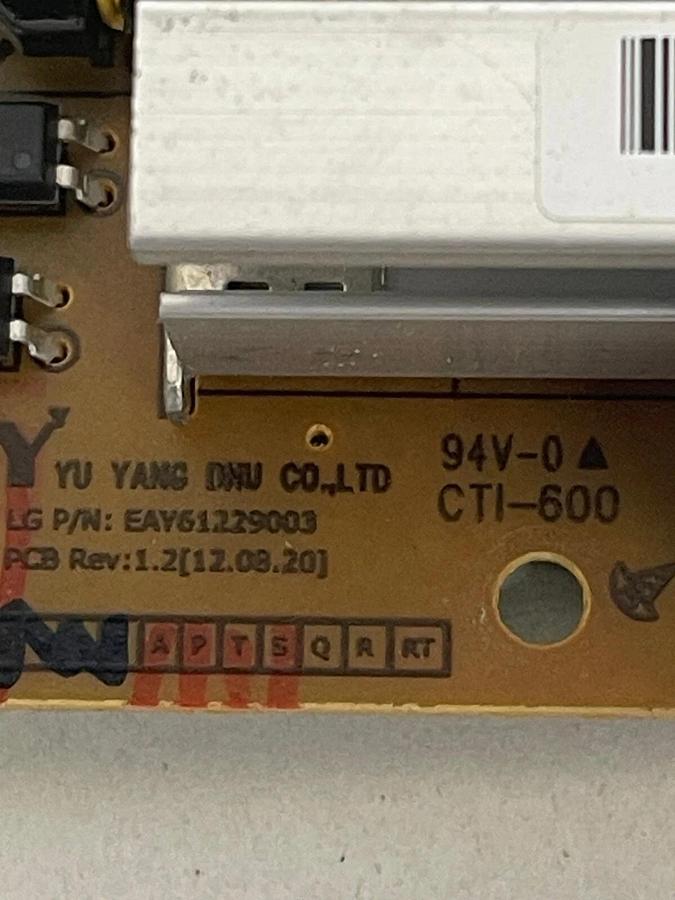 YU YANG DNU CO.,LTD
LG P/N: EAY61229003
PCB Rev:1.2[12.08.20]
A P T S Q R RT
94V-0
CTI-600